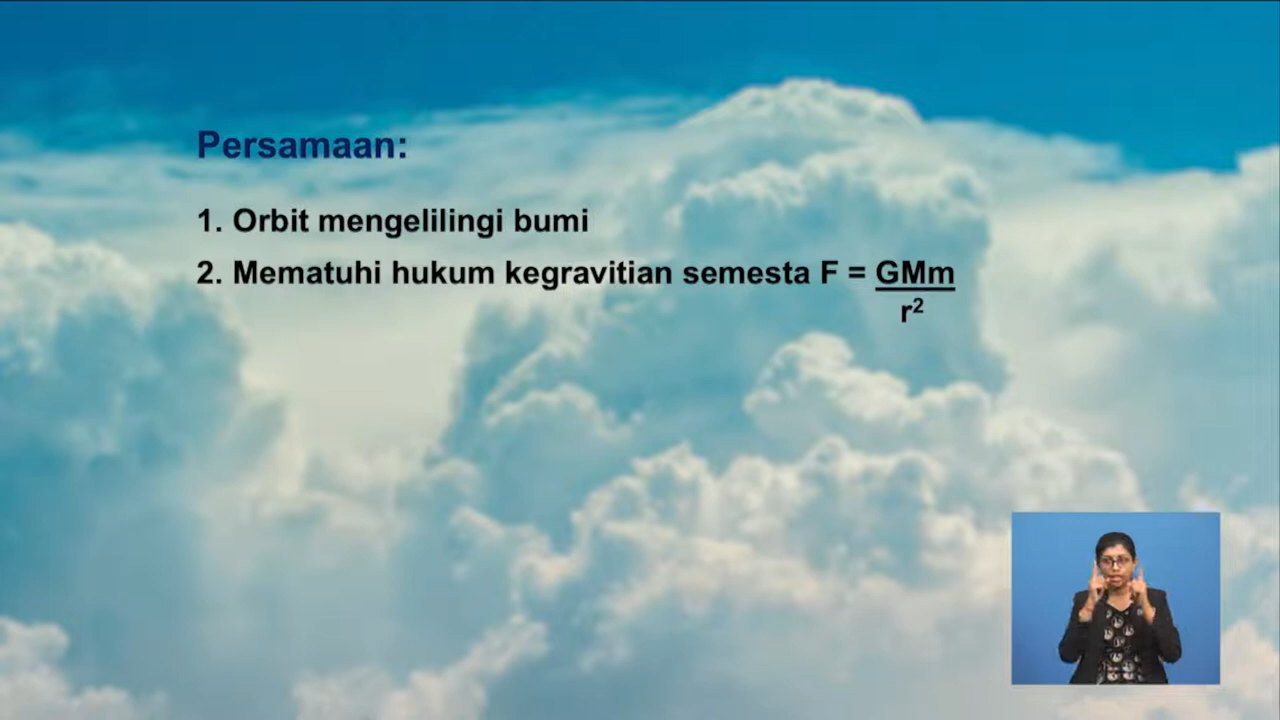 Persamaan:
1. Orbit mengelilingi bumi
2. Mematuhi hukum kegravitian semesta F = GMm
r²